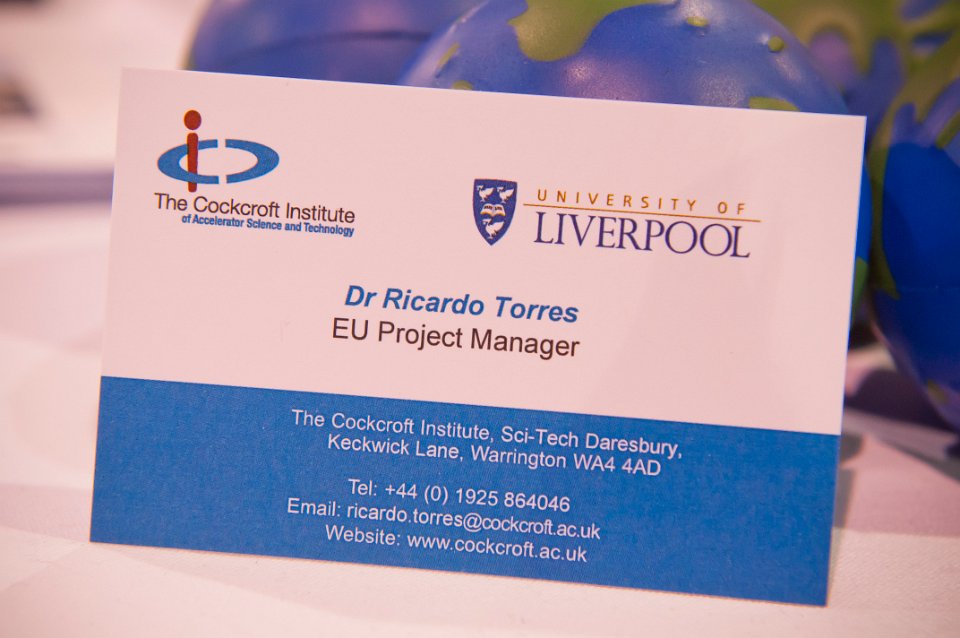 The Cockcroft Institute
of Accelerator Science and Technology
UNIVERSITY OF
LIVERPOOL
Dr Ricardo Torres
EU Project Manager
The Cockcroft Institute, Sci-Tech Daresbury,
Keckwick Lane, Warrington WA4 4AD
Tel: +44 (0) 1925 864046
Email: ricardo.torres@cockcroft.ac.uk
Website: www.cockcroft.ac.uk